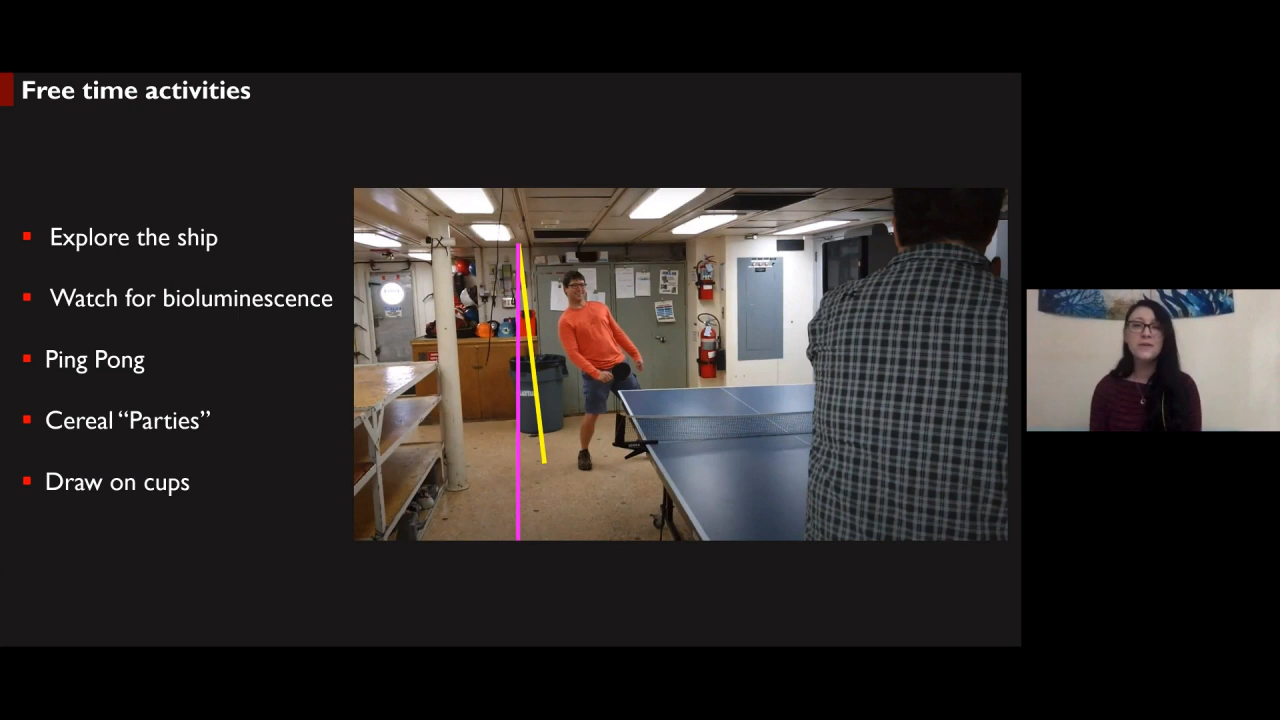 Free time activities
Explore the ship
Watch for bioluminescence
Ping Pong
Cereal “Parties”
Draw on cups